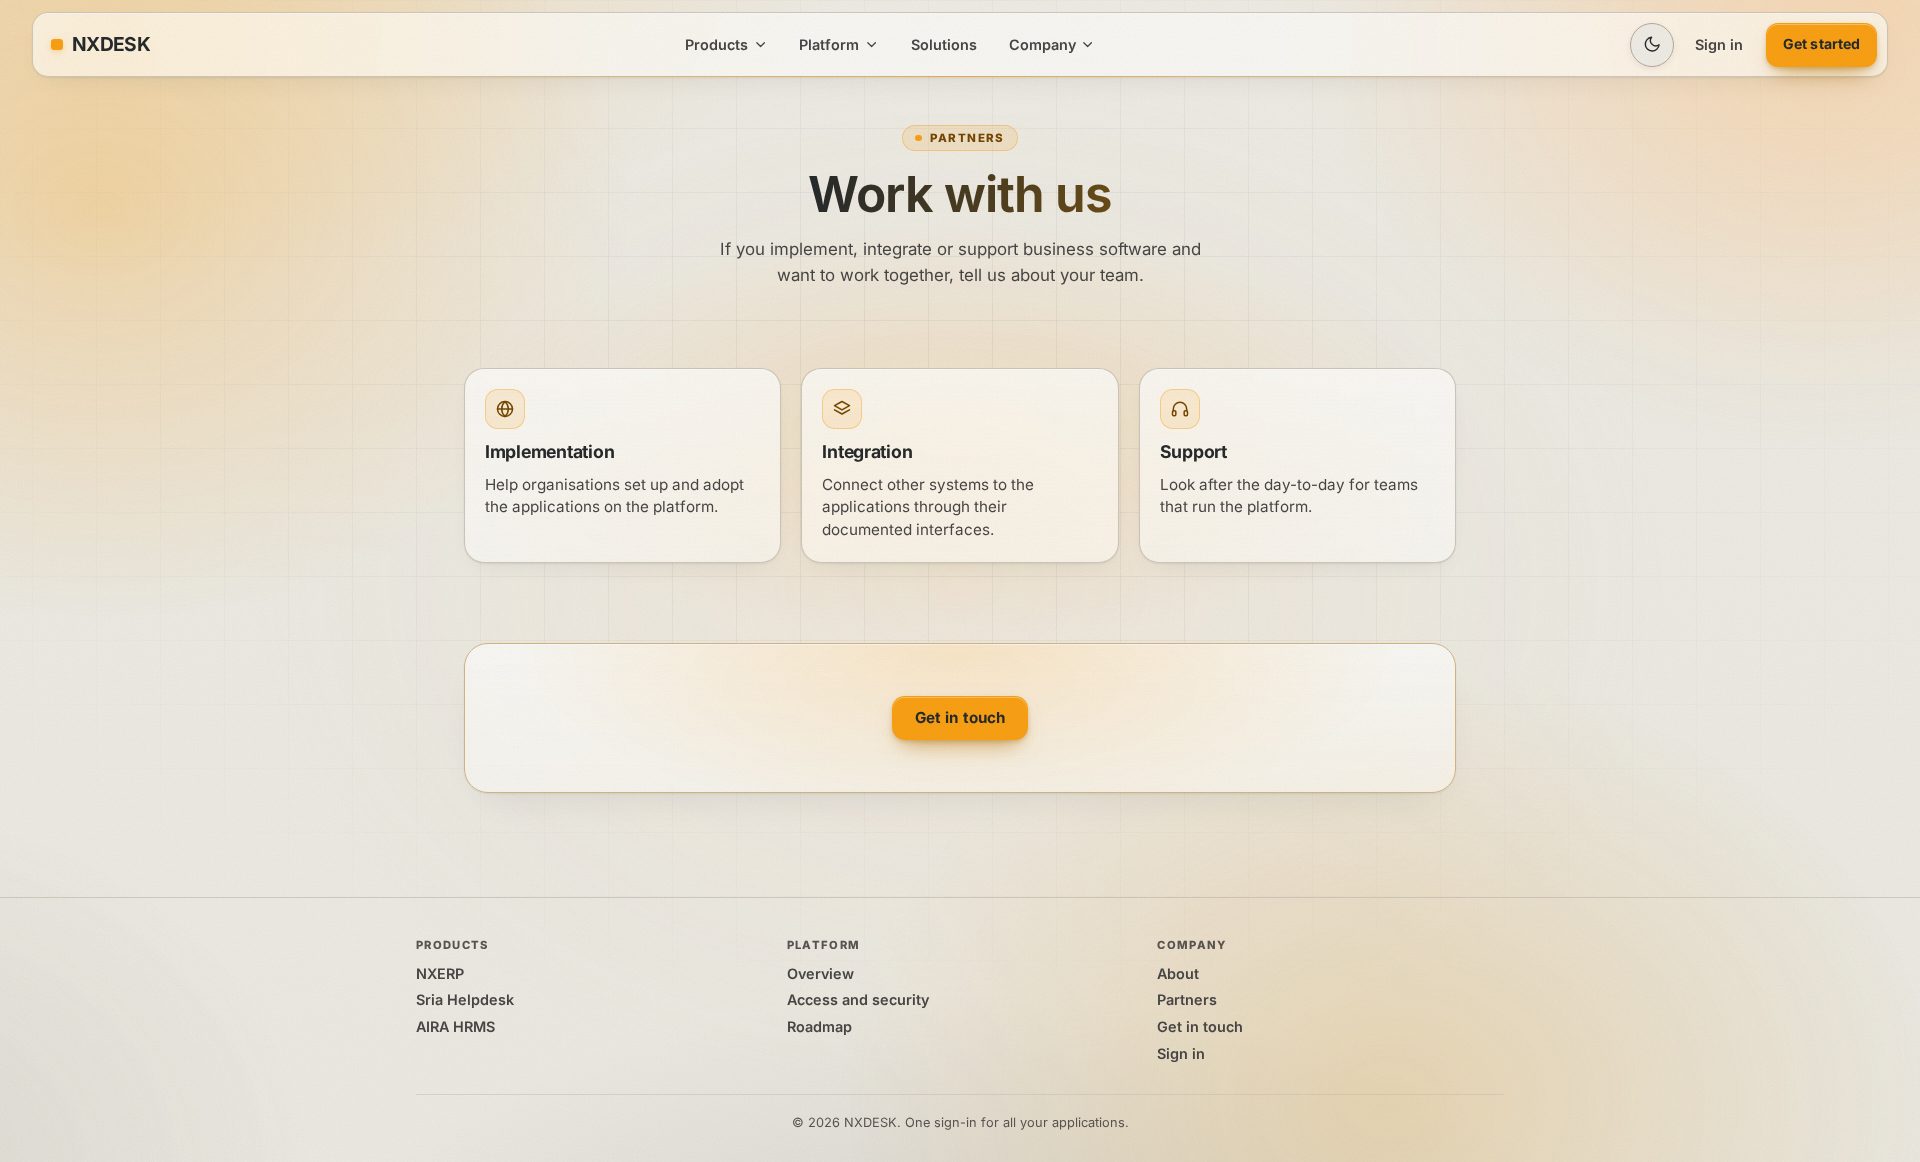 NXDESK
Products
Platform
Solutions
Company
Sign in
Get started
PARTNERS
Work with us
If you implement, integrate or support business software and
want to work together, tell us about your team.
Implementation
Help organisations set up and adopt
the applications on the platform.
Integration
Connect other systems to the
applications through their
documented interfaces.
Support
Look after the day-to-day for teams
that run the platform.
Get in touch
PRODUCTS
NXERP
Sria Helpdesk
AIRA HRMS
PLATFORM
Overview
Access and security
Roadmap
COMPANY
About
Partners
Get in touch
Sign in
© 2026 NXDESK. One sign-in for all your applications.